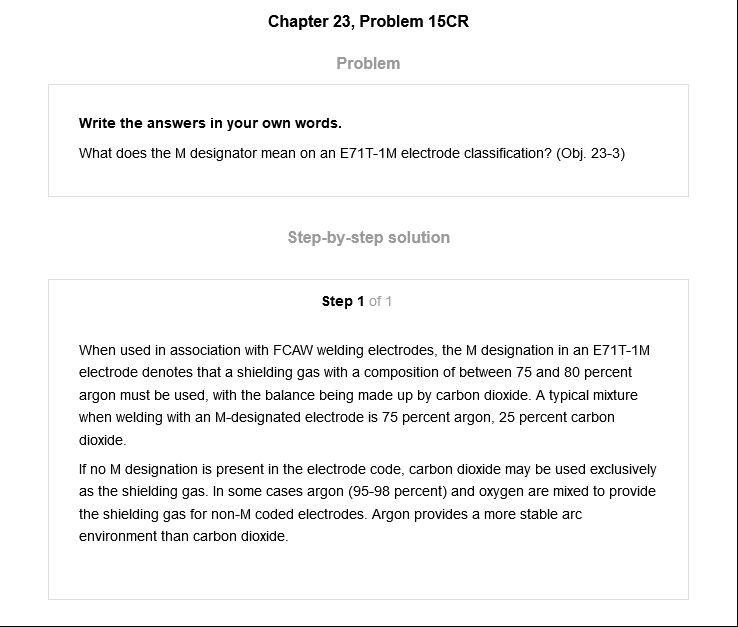 Chapter 23, Problem 15CR
Problem
Write the answers in your own words.
What does the M designator mean on an E71T-1M electrode classification? (Obj. 23-3)
Step-by-step solution
Step 1 of 1
When used in association with FCAW welding electrodes, the M designation in an E71T-1M
electrode denotes that a shielding gas with a composition of between 75 and 80 percent
argon must be used, with the balance being made up by carbon dioxide. A typical mixture
when welding with an M-designated electrode is 75 percent argon, 25 percent carbon
dioxide.
If no M designation is present in the electrode code, carbon dioxide may be used exclusively
as the shielding gas. In some cases argon (95-98 percent) and oxygen are mixed to provide
the shielding gas for non-M coded electrodes. Argon provides a more stable arc
environment than carbon dioxide.